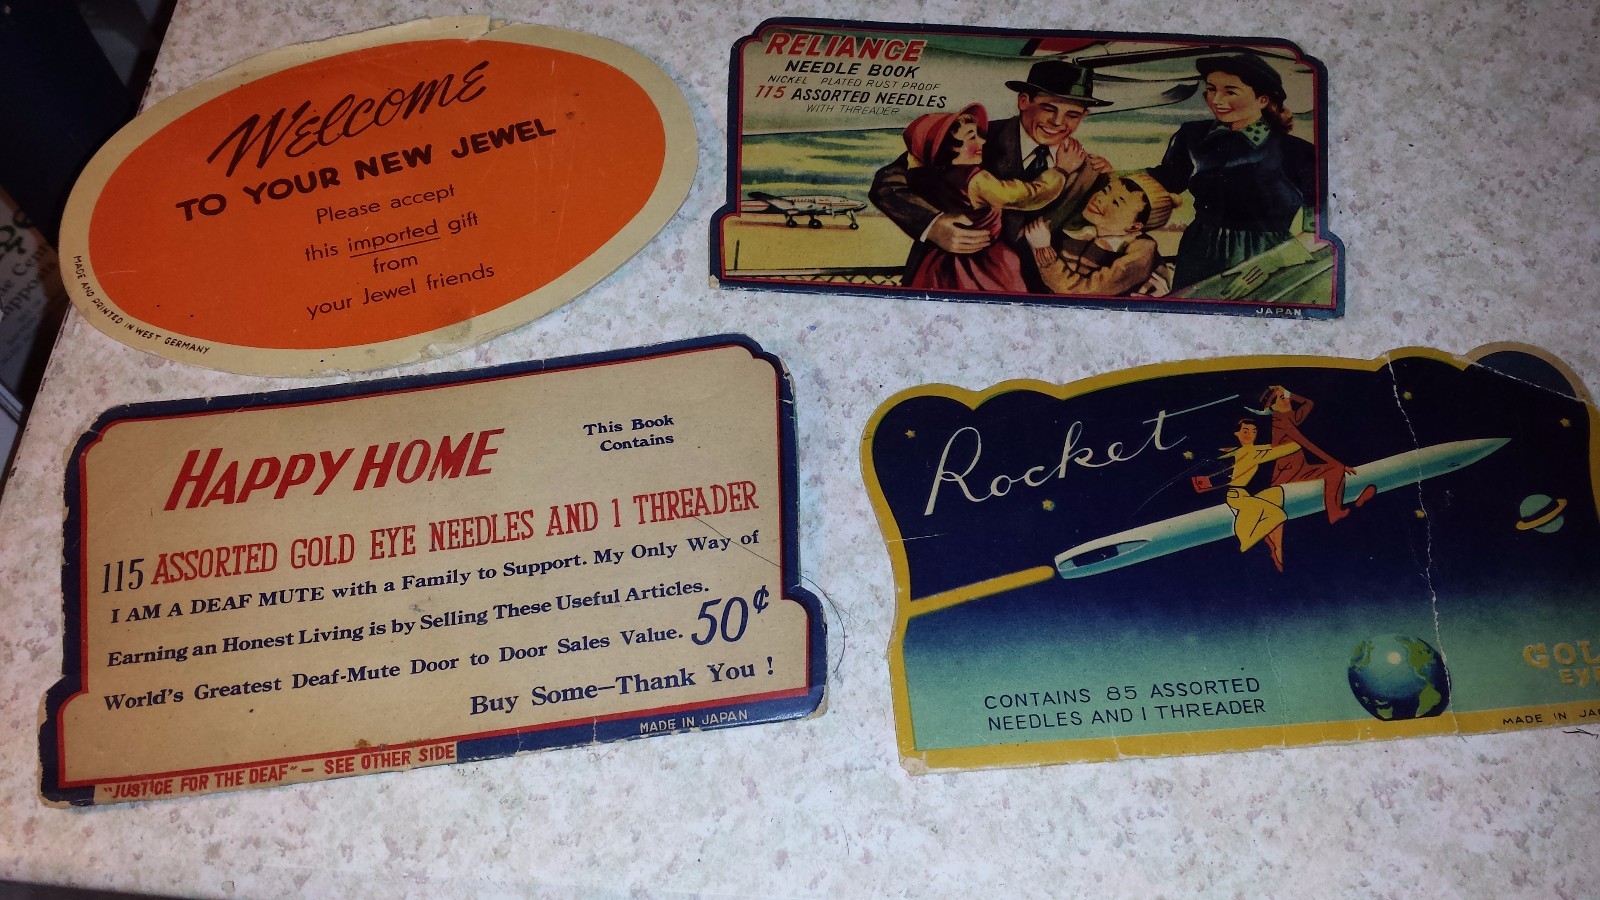 WELCOME
TO YOUR NEW JEWEL
Please accept
this imported gift
from
your Jewel friends
MADE AND PRINTED IN WEST GERMANY
RELIANCE
NEEDLE BOOK
NICKEL PLATED RUST PROOF
115 ASSORTED NEEDLES
WITH THREADER
JAPAN
HAPPY HOME
This Book
Contains
115 ASSORTED GOLD EYE NEEDLES AND 1 THREADER
I AM A DEAF MUTE with a Family to Support. My Only Way of
Earning an Honest Living is by Selling These Useful Articles.
World's Greatest Deaf-Mute Door to Door Sales Value. 50¢
Buy Some—Thank You !
MADE IN JAPAN
"JUSTICE FOR THE DEAF" — SEE OTHER SIDE
Rocket
CONTAINS 85 ASSORTED
NEEDLES AND 1 THREADER
GOL
EYE
MADE IN JAP